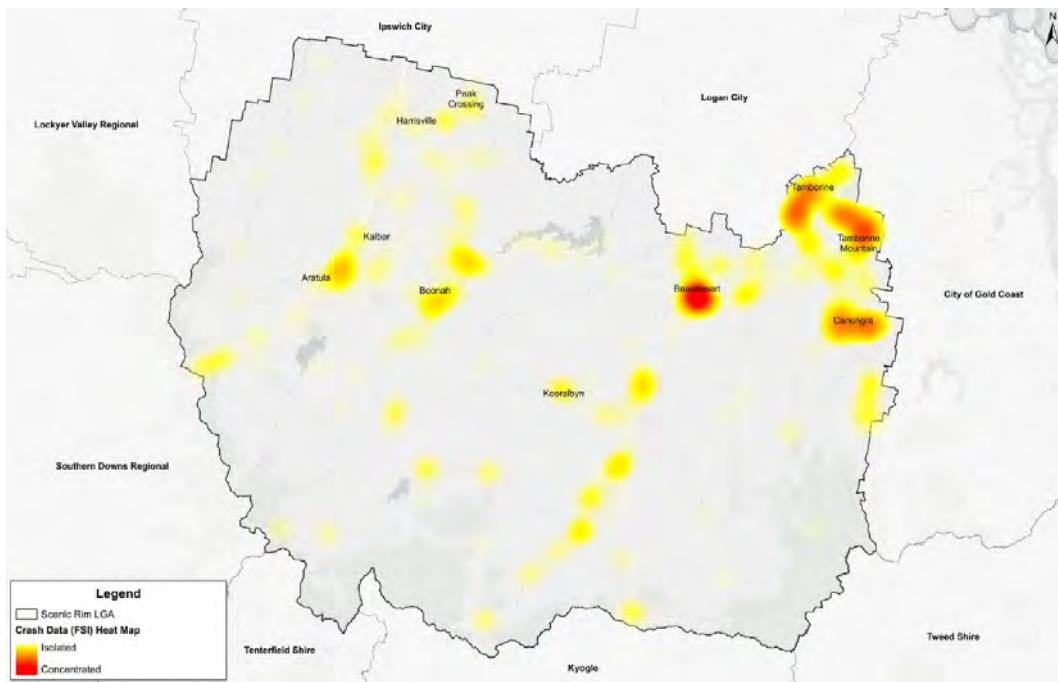 Ipswich City
N
Peak
Crossing
Logan City
Harrisville
Lockyer Valley Regional
Tamborine
Kalbar
Tamborine
Mountain
Aratula
Boonah
Beaudesert
City of Gold Coast
Canungra
Kooralbyn
Southern Downs Regional
Legend
Scenic Rim LGA
Crash Data (FSI) Heat Map
Isolated
Concentrated
Tenterfield Shire
Kyogle
Tweed Shire